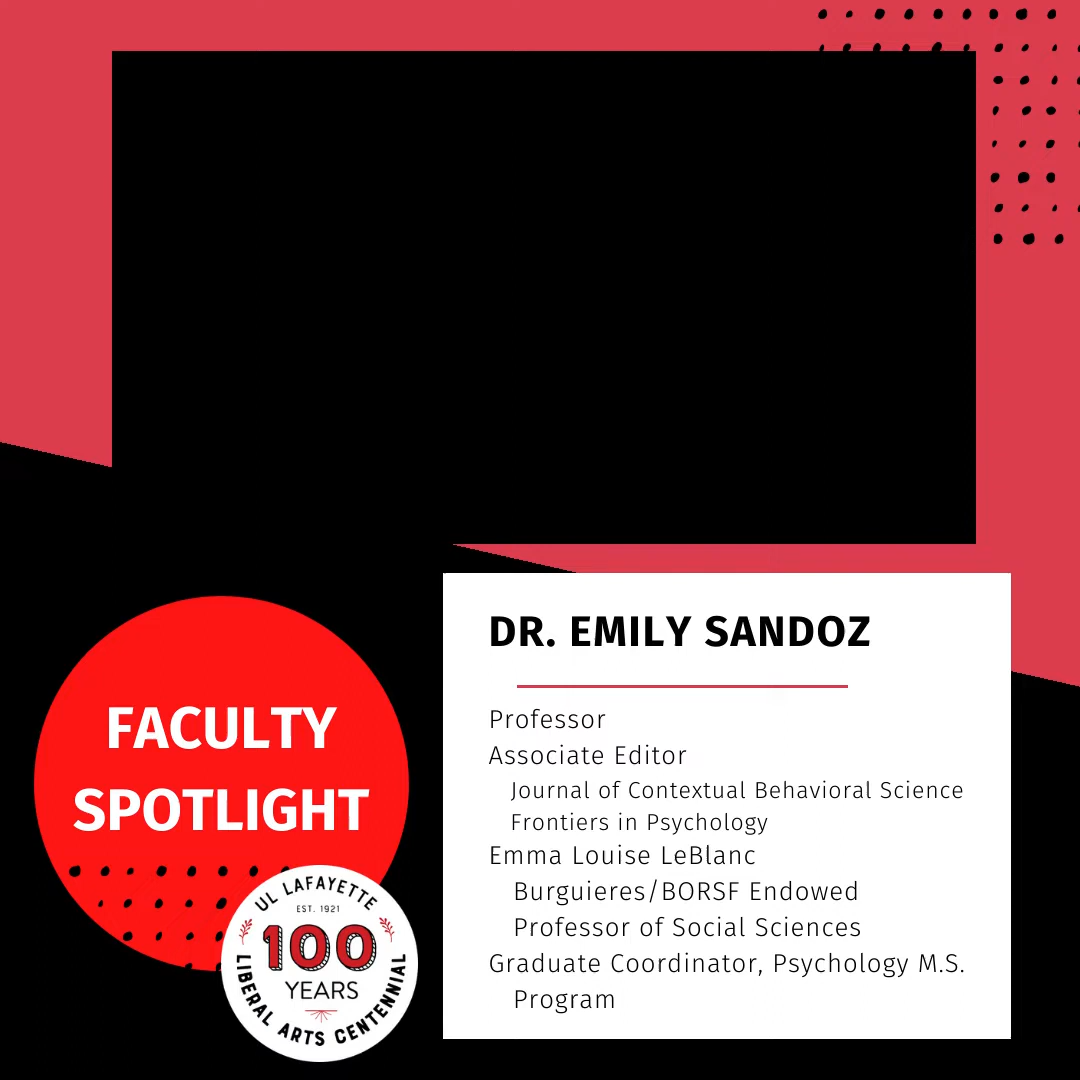 DR. EMILY SANDOZ
Professor
Associate Editor
Journal of Contextual Behavioral Science
Frontiers in Psychology
Emma Louise LeBlanc
Burguieres/BORSF Endowed
Professor of Social Sciences
Graduate Coordinator, Psychology M.S.
Program
FACULTY
SPOTLIGHT
UL LAFAYETTE
EST. 1921
100
YEARS
LIBERAL ARTS CENTENNIAL